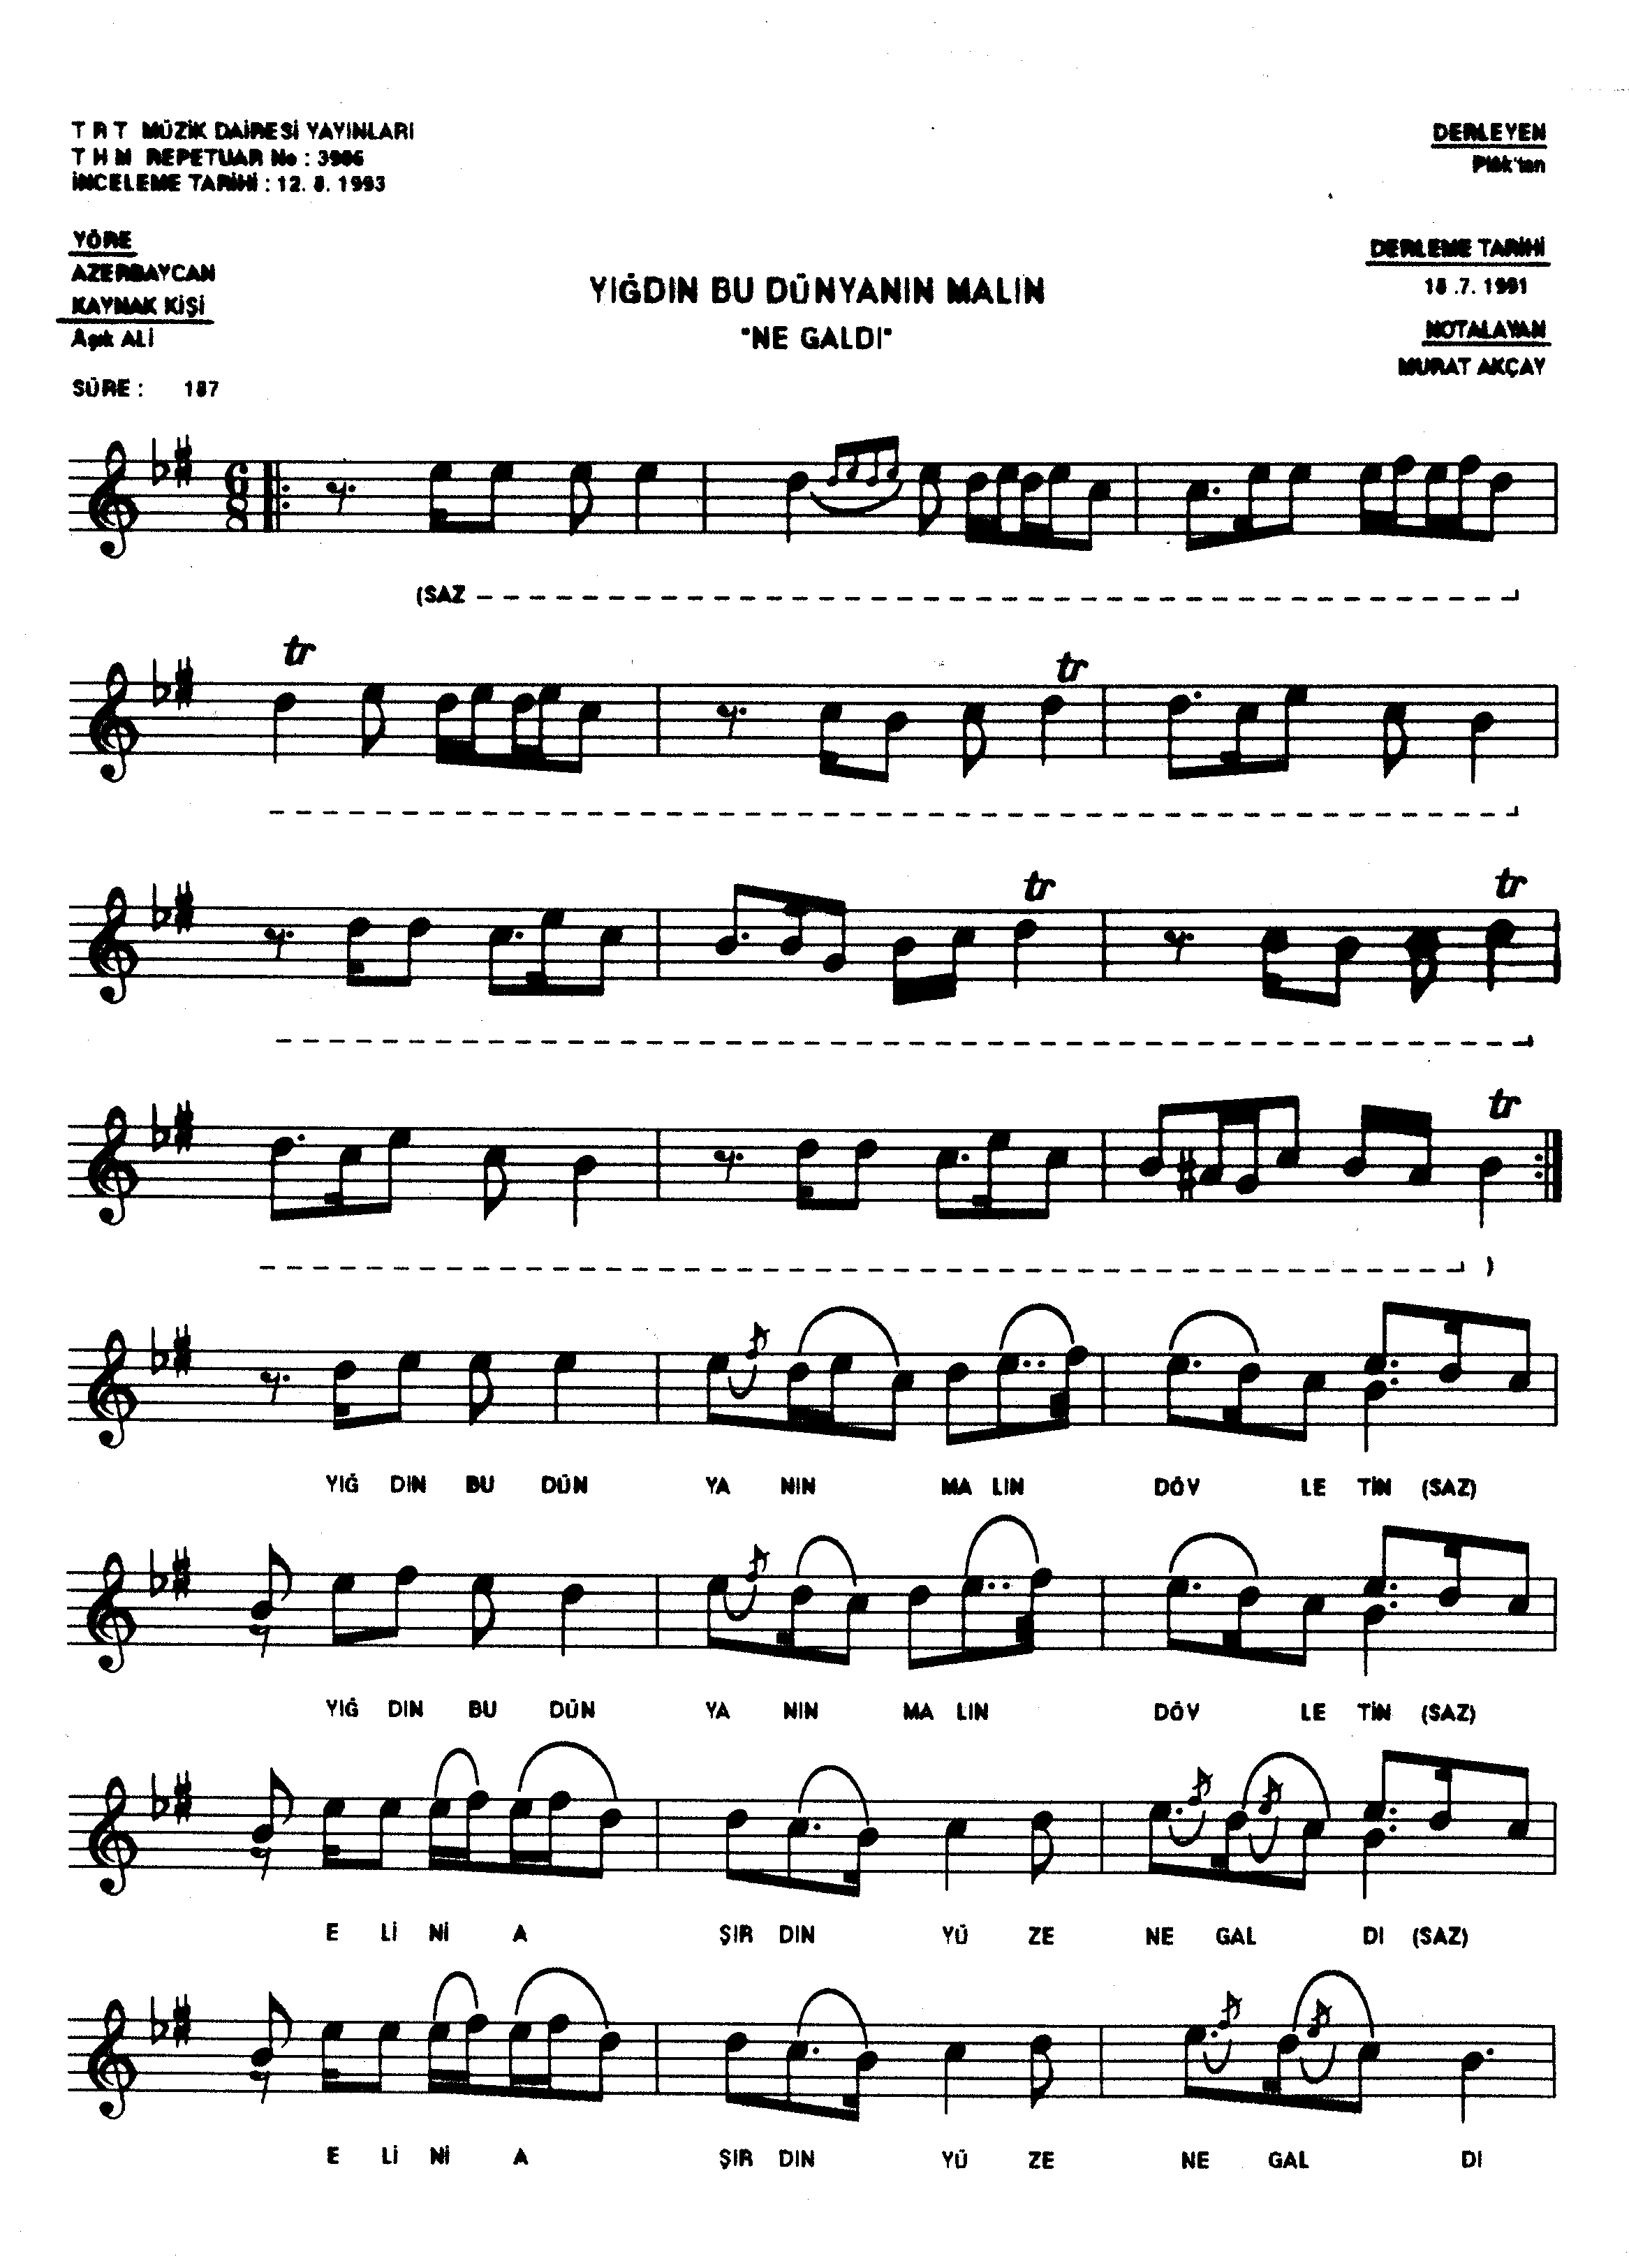 T R T MÜZİK DAİRESİ YAYINLARI
T H M REPETUAR No : 3906
İNCELEME TARİHİ : 12. 8. 1993
DERLEYEN
Plâk'tan
YÖRE
AZERBAYCAN
KAYNAK KİŞİ
Aşık ALİ
SÜRE : 187
YIĞDIN BU DÜNYANIN MALIN
"NE GALDI"
DERLEME TARİHİ
18 .7. 1991
NOTALAYAN
MURAT AKÇAY
6
8
(SAZ
tr tr
tr tr
tr
)
YIĞ DIN BU DÜN YA NIN MA LIN DÖV LE TİN (SAZ)
YIĞ DIN BU DÜN YA NIN MA LIN DÖV LE TİN (SAZ)
E Lİ Nİ A ŞIR DIN YÜ ZE NE GAL DI (SAZ)
E Lİ Nİ A ŞIR DIN YÜ ZE NE GAL DI